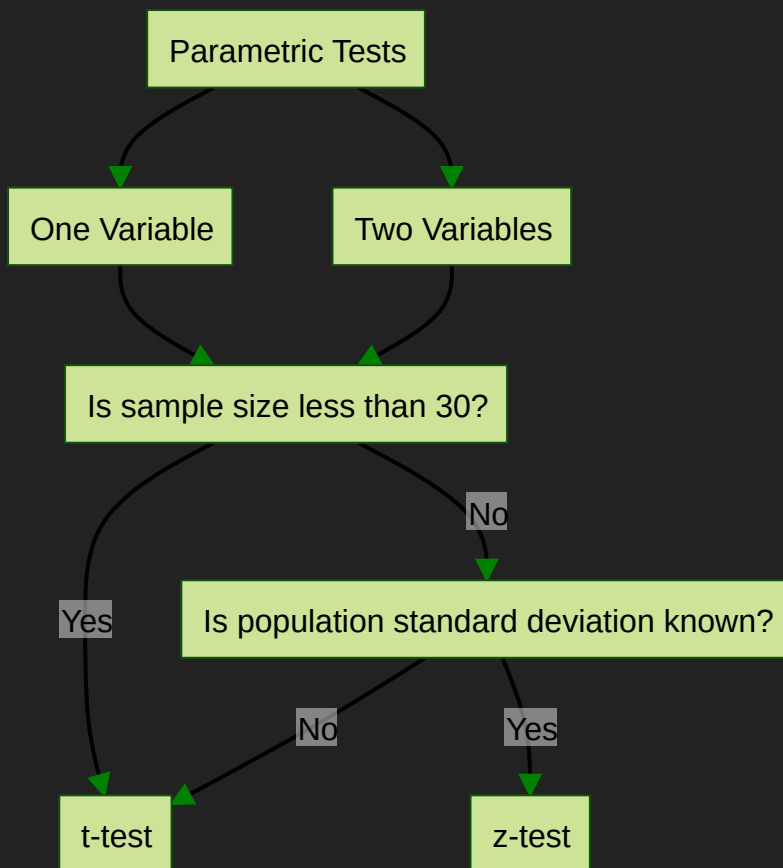 Parametric Tests
One Variable
Two Variables
Is sample size less than 30?
No
Yes
Is population standard deviation known?
No
Yes
t-test
z-test